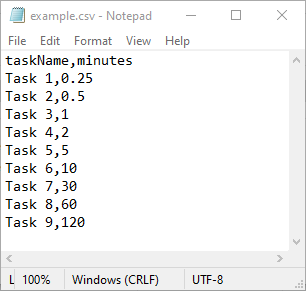 example.csv - Notepad
File Edit Format View Help
taskName,minutes
Task 1,0.25
Task 2,0.5
Task 3,1
Task 4,2
Task 5,5
Task 6,10
Task 7,30
Task 8,60
Task 9,120
L 100% Windows (CRLF) UTF-8